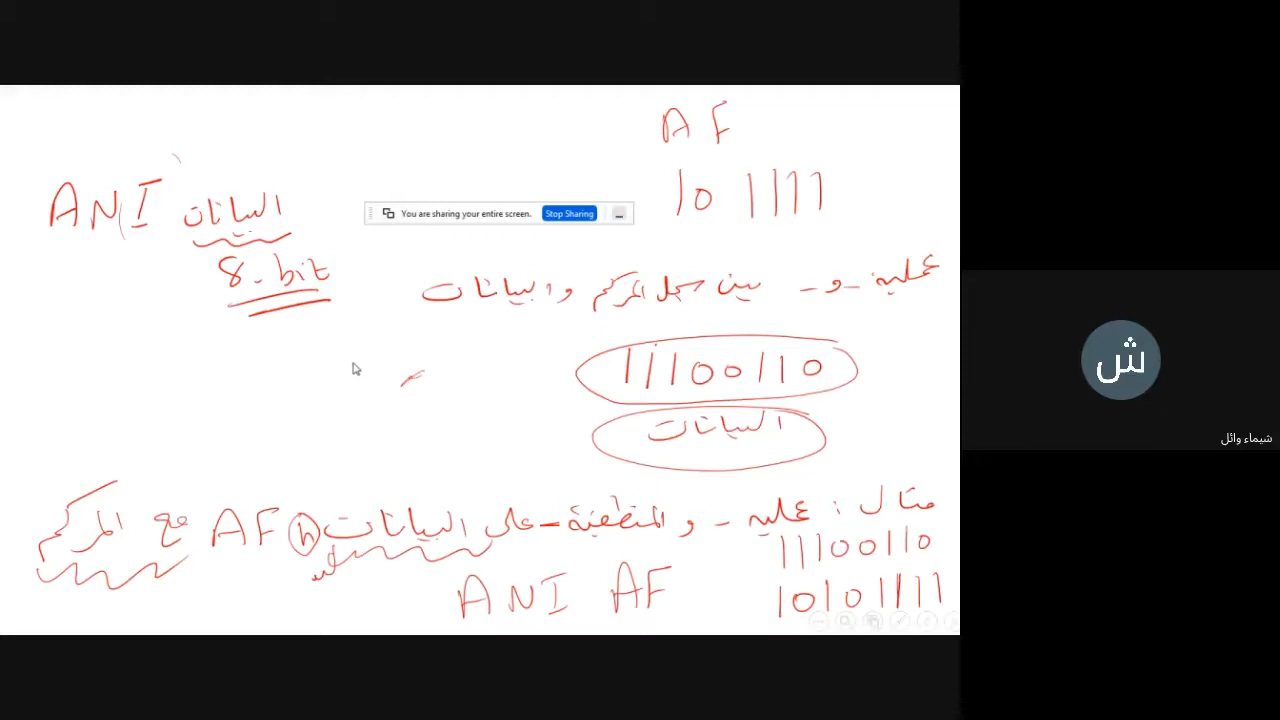 A F
10 1111
ANI البيانات
8-bit
You are sharing your entire screen. Stop Sharing
عملية - و - بين سجل المركم والبيانات
11100110
البيانات
مثال : عملية - و المنطقية - على البيانات AF h مع المركم
11100110
ANI AF
10101111
ش
شيماء وائل